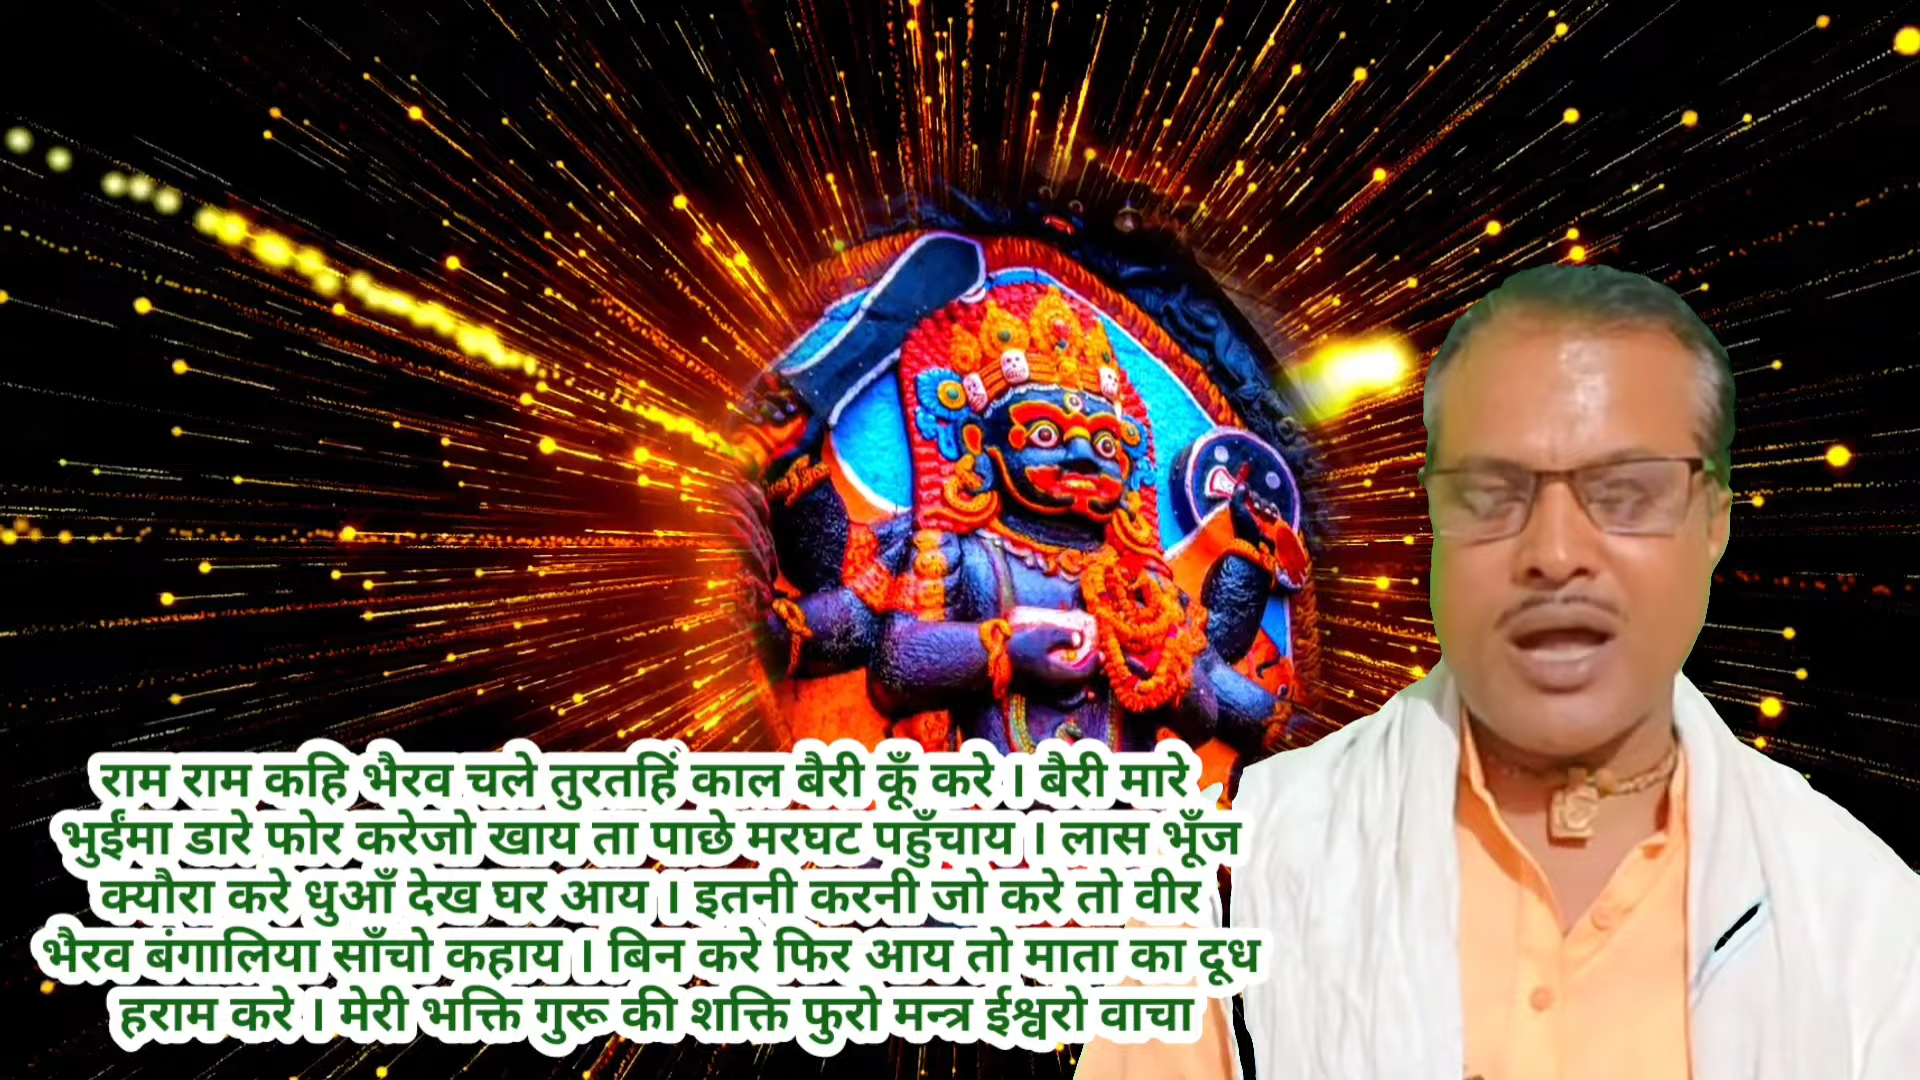 राम राम कहि भैरव चले तुरतहिं काल बैरी कूँ करे । बैरी मारे
भुईंमा डारे फोर करेजो खाय ता पाछे मरघट पहुँचाय । लास भूँज
क्यौरा करे धुआँ देख घर आय । इतनी करनी जो करे तो वीर
भैरव बंगालिया साँचो कहाय । बिन करे फिर आय तो माता का दूध
हराम करे । मेरी भक्ति गुरू की शक्ति फुरो मन्त्र ईश्वरो वाचा